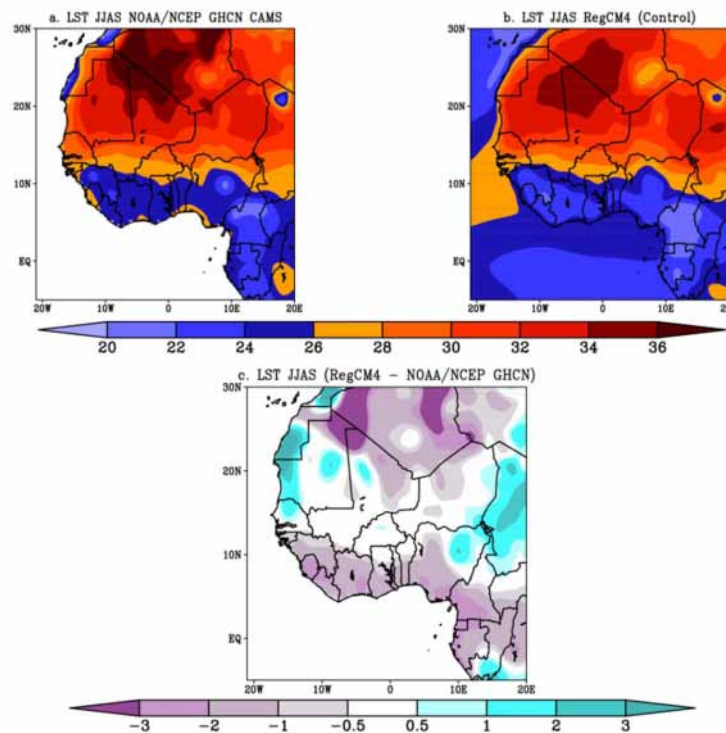 a. LST JJAS NOAA/NCEP GHCN CAMS
30N
20N
10N
EQ
20W 10W 0 10E 20E
b. LST JJAS RegCM4 (Control)
30N
20N
10N
EQ
20W 10W 0 10E 20E
20 22 24 26 28 30 32 34 36
c. LST JJAS (RegCM4 − NOAA/NCEP GHCN)
30N
20N
10N
EQ
20W 10W 0 10E 20E
−3 −2 −1 −0.5 0.5 1 2 3